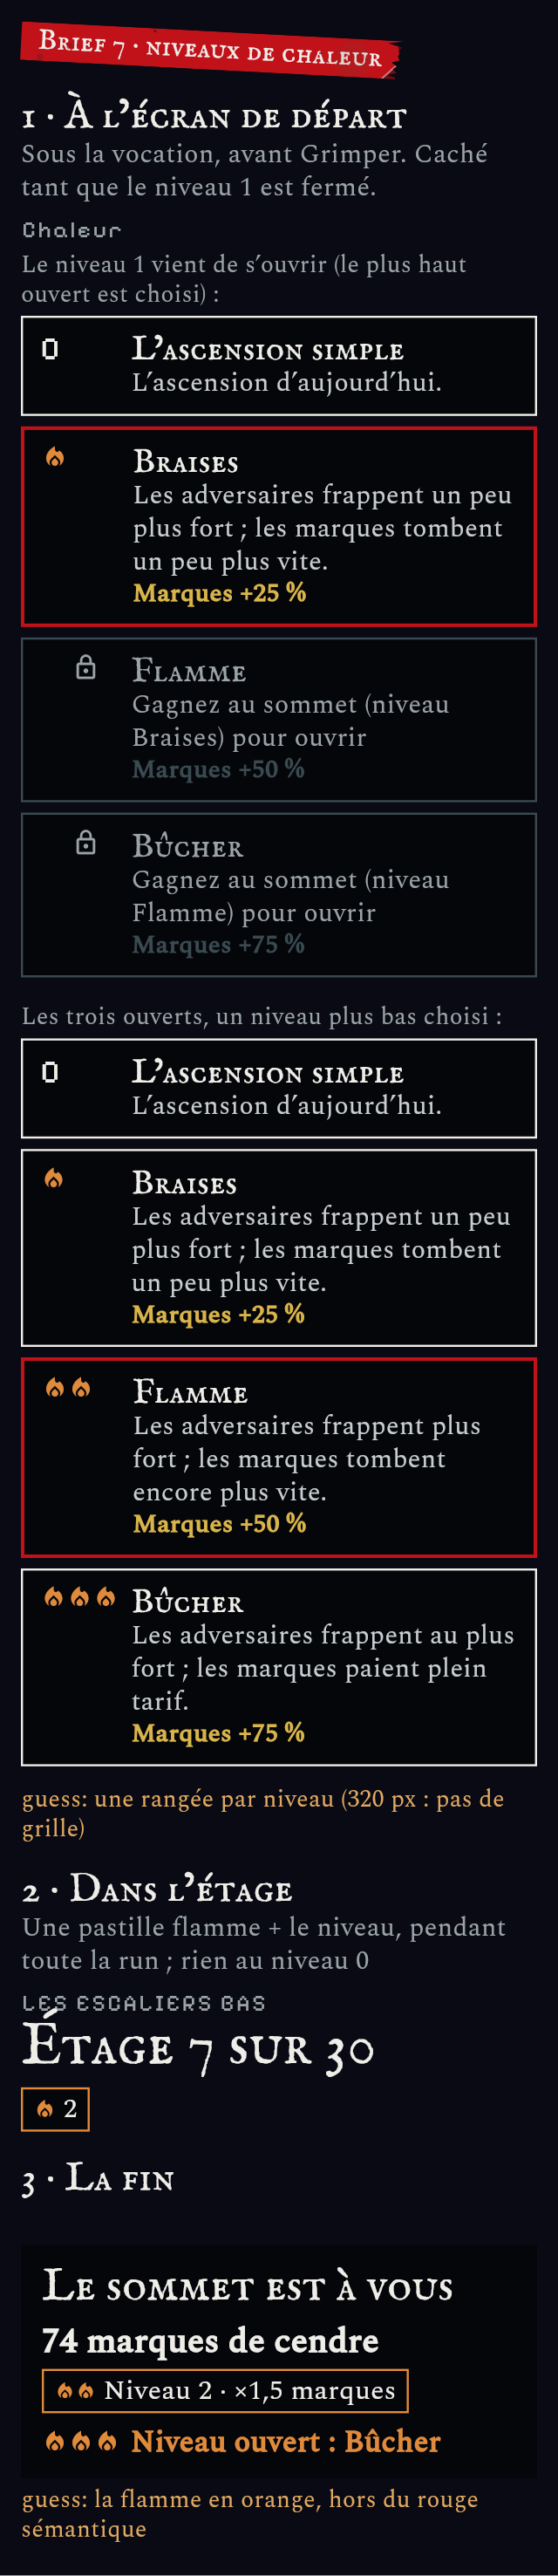 Brief 7 · niveaux de chaleur
1 · À l’écran de départ
Sous la vocation, avant Grimper. Caché
tant que le niveau 1 est fermé.
Chaleur
Le niveau 1 vient de s’ouvrir (le plus haut
ouvert est choisi) :
0
L’ascension simple
L’ascension d’aujourd’hui.
Braises
Les adversaires frappent un peu
plus fort ; les marques tombent
un peu plus vite.
Marques +25 %
Flamme
Gagnez au sommet (niveau
Braises) pour ouvrir
Marques +50 %
Bûcher
Gagnez au sommet (niveau
Flamme) pour ouvrir
Marques +75 %
Les trois ouverts, un niveau plus bas choisi :
0
L’ascension simple
L’ascension d’aujourd’hui.
Braises
Les adversaires frappent un peu
plus fort ; les marques tombent
un peu plus vite.
Marques +25 %
Flamme
Les adversaires frappent plus
fort ; les marques tombent
encore plus vite.
Marques +50 %
Bûcher
Les adversaires frappent au plus
fort ; les marques paient plein
tarif.
Marques +75 %
guess: une rangée par niveau (320 px : pas de
grille)
2 · Dans l’étage
Une pastille flamme + le niveau, pendant
toute la run ; rien au niveau 0
LES ESCALIERS BAS
Étage 7 sur 30
2
3 · La fin
Le sommet est à vous
74 marques de cendre
Niveau 2 · ×1,5 marques
Niveau ouvert : Bûcher
guess: la flamme en orange, hors du rouge
sémantique